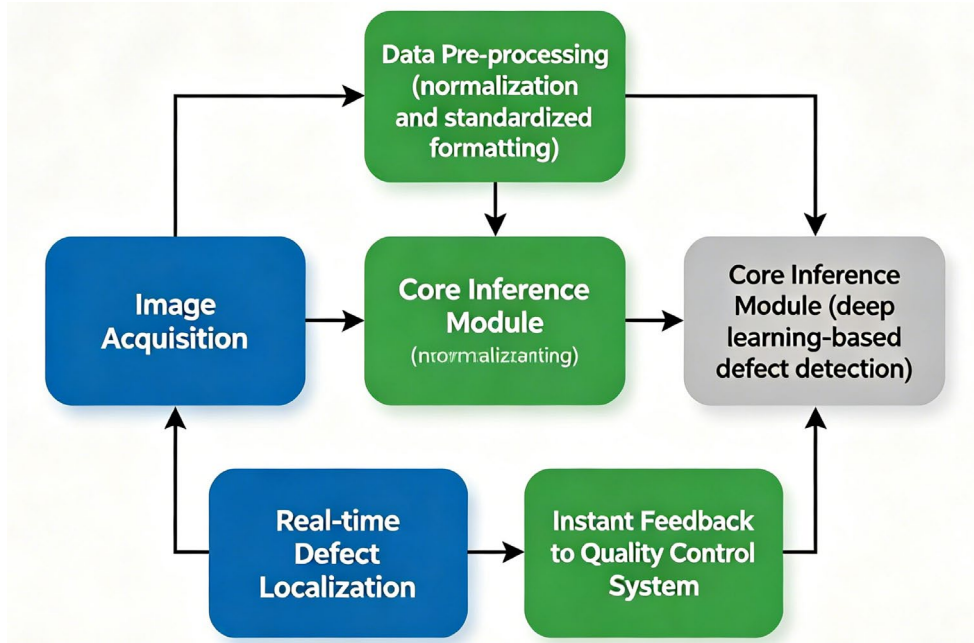 Data Pre-processing
(normalization
and standardized
formatting)
Image
Acquisition
Core Inference
Module
Core Inference
Module (deep
learning-based
defect detection)
Real-time
Defect
Localization
Instant Feedback
to Quality Control
System